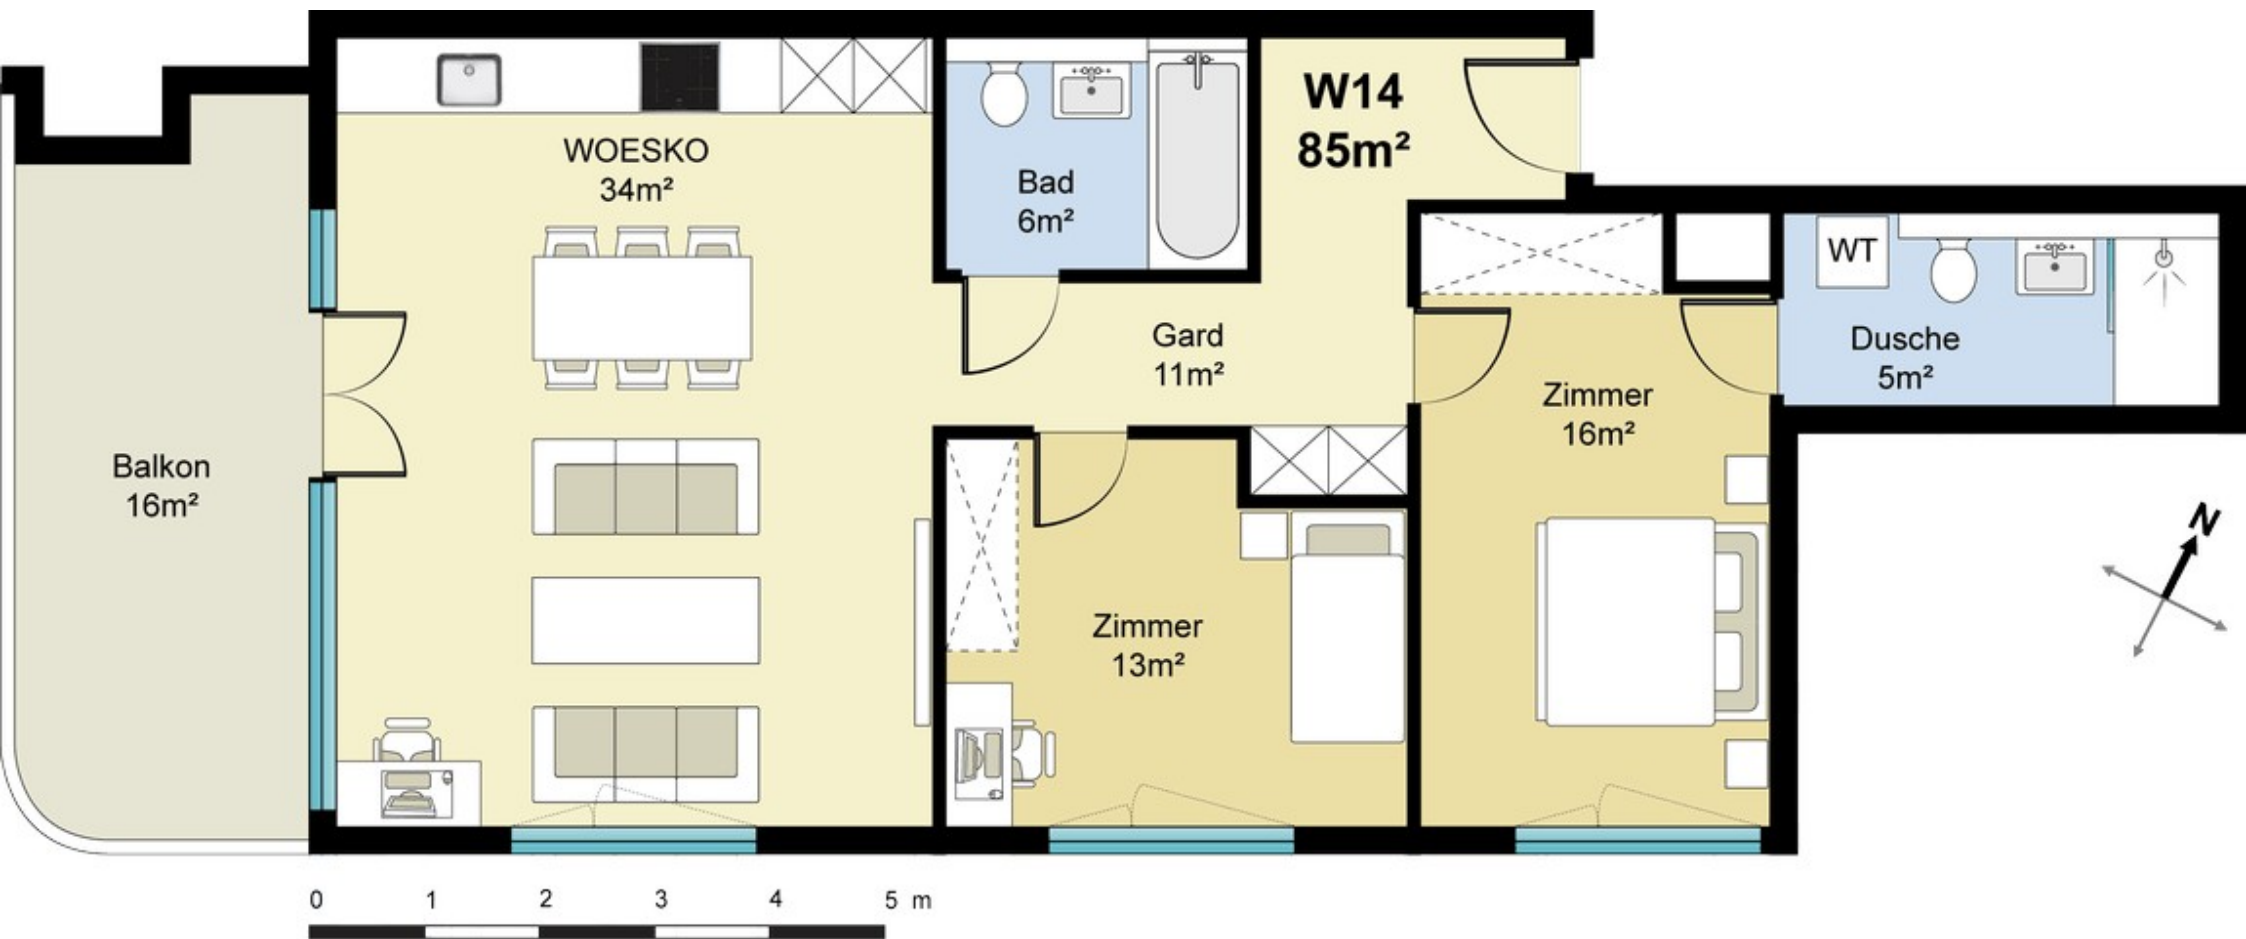 W14
85m²
WOESKO
34m²
Bad
6m²
WT
Gard
11m²
Dusche
5m²
Zimmer
16m²
Balkon
16m²
N
Zimmer
13m²
0 1 2 3 4 5 m